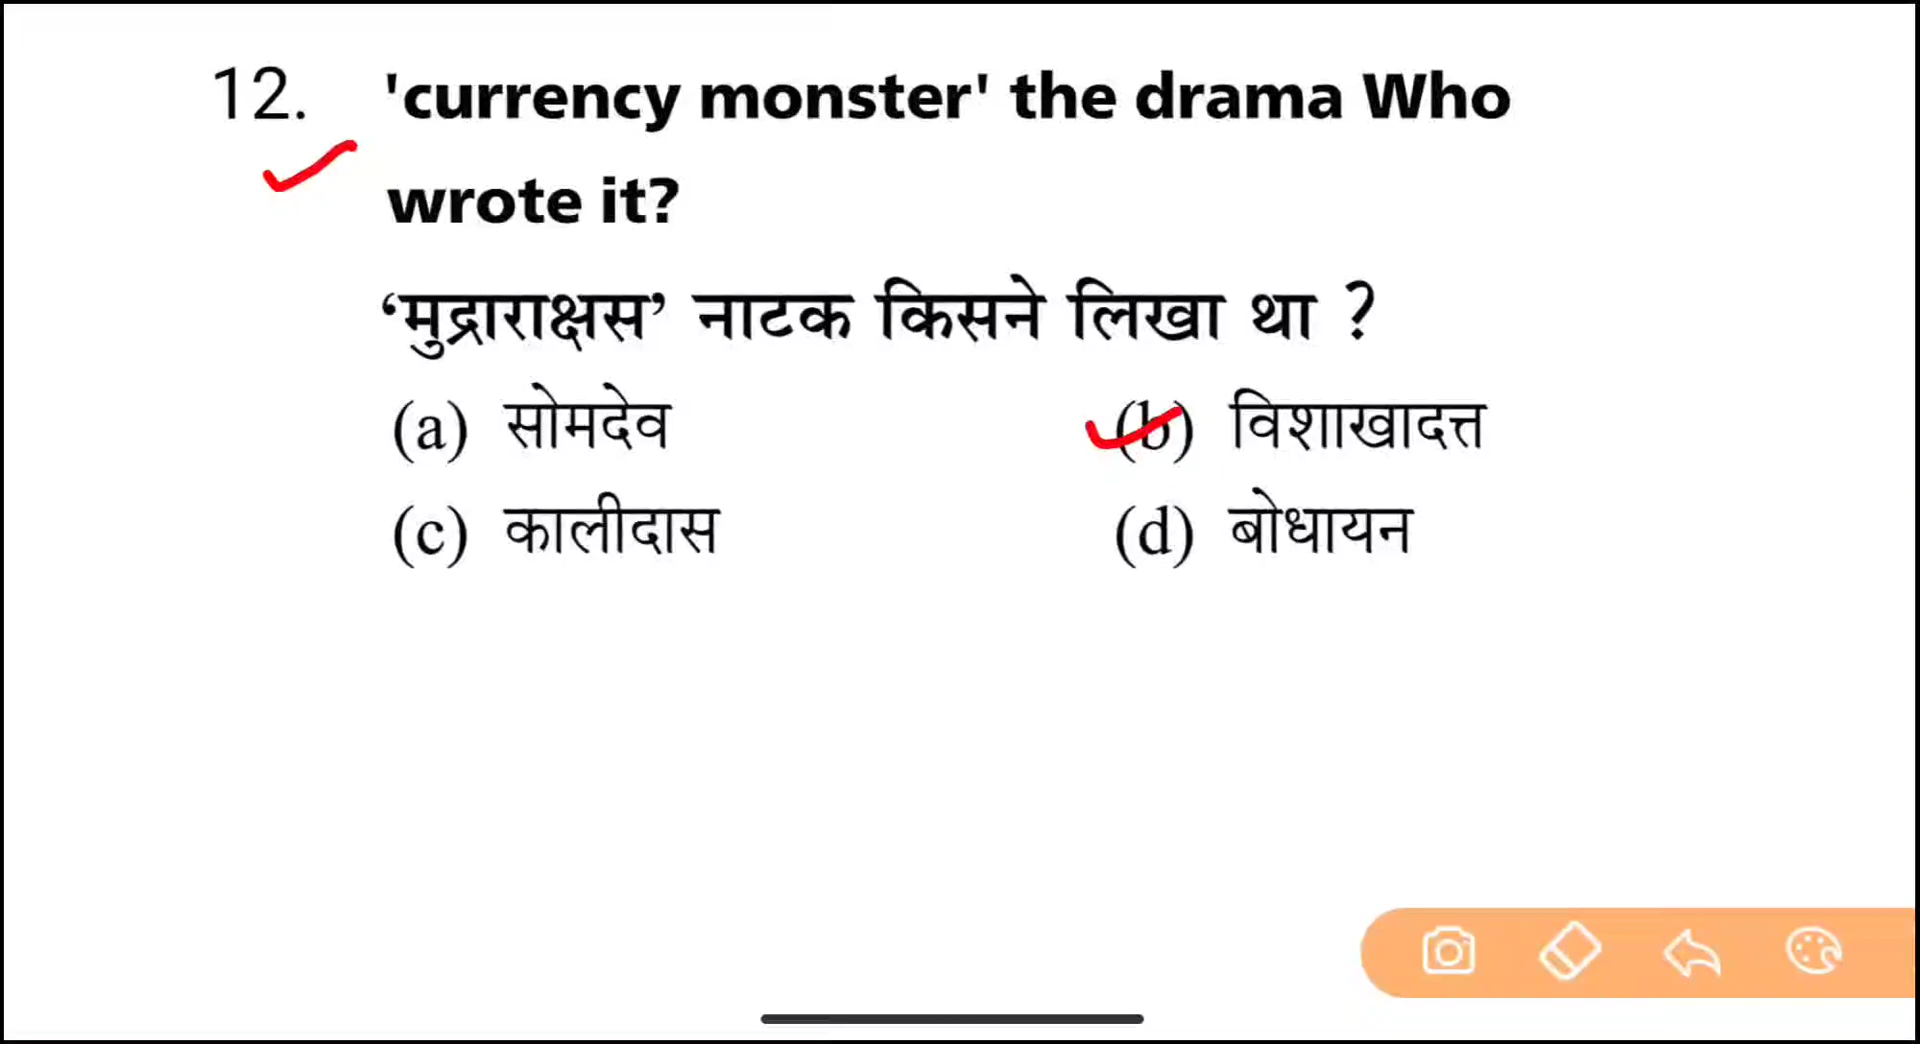 12. 'currency monster' the drama Who
wrote it?
‘मुद्राराक्षस’ नाटक किसने लिखा था ?
(a) सोमदेव (b) विशाखादत्त
(c) कालीदास (d) बोधायन